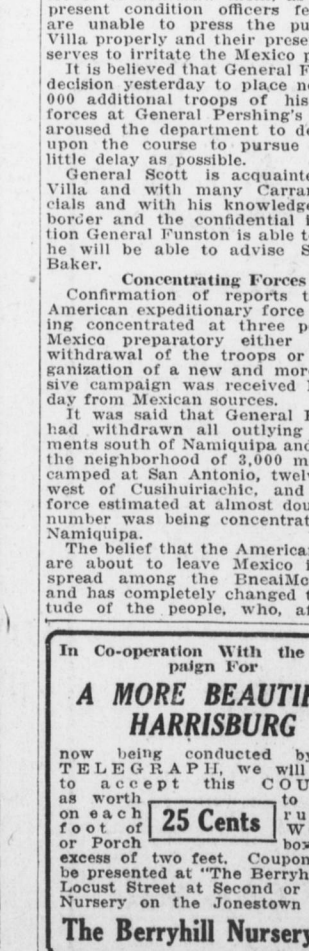 present condition officers fe
are unable to press the pu
Villa properly and their prese
serves to irritate the Mexico p
It is believed that General F
decision yesterday to place n
000 additional troops of his
forces at General Pershing's
aroused the department to d
upon the course to pursue
little delay as possible.
General Scott is acquainte
Villa and with many Carran
cials and with his knowledge
border and the confidential i
tion General Funston is able t
he will be able to advise S
Baker.
Concentrating Forces
Confirmation of reports t
American expeditionary force
ing concentrated at three p
Mexico preparatory either
withdrawal of the troops or
ganization of a new and mor
sive campaign was received
day from Mexican sources.
It was said that General P
had withdrawn all outlying
ments south of Namiquipa and
the neighborhood of 3,000 m
camped at San Antonio, twel
west of Cusihuiriachic, and
force estimated at almost dou
number was being concentrat
Namiquipa.
The belief that the America
are about to leave Mexico i
spread among the BneaiMc
and has completely changed t
tude of the people, who, a
In Co-operation With the
paign For
A MORE BEAUTI
HARRISBURG
now being conducted by
TELEGRAPH, we will
to accept this COU
as worth to
on each 25 Cents ru
foot of W
or Porch box
excess of two feet. Coupon
be presented at "The Berryh
Locust Street at Second or
Nursery on the Jonestown
The Berryhill Nursery